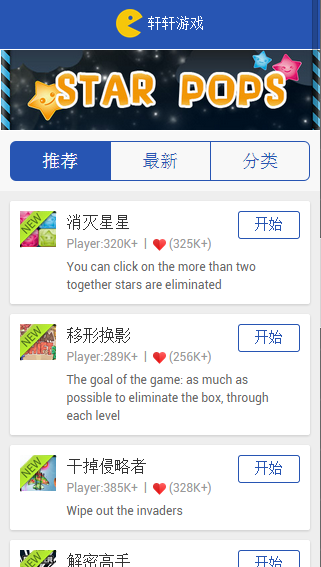 轩轩游戏
STAR POPS
推荐 最新 分类
NEW
消灭星星 开始
Player:320K+ | (325K+)
You can click on the more than two
together stars are eliminated
NEW
移形换影 开始
Player:289K+ | (256K+)
The goal of the game: as much as
possible to eliminate the box, through
each level
NEW
干掉侵略者 开始
Player:385K+ | (328K+)
Wipe out the invaders
NEW
解密高手 开始